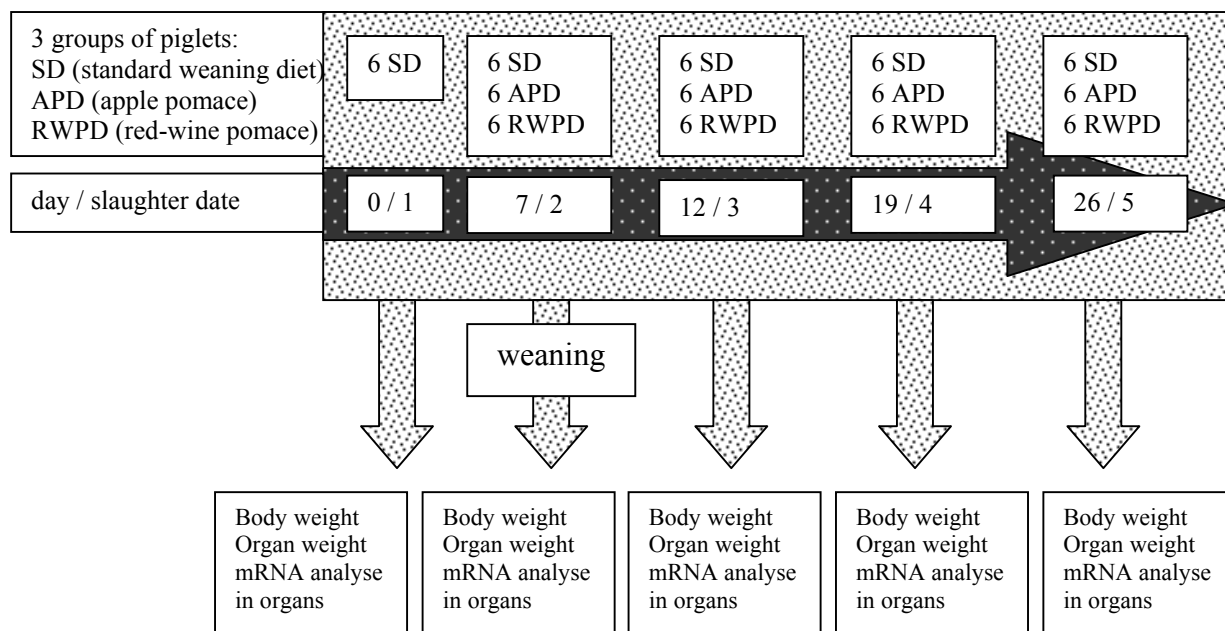 3 groups of piglets:
SD (standard weaning diet)
APD (apple pomace)
RWPD (red-wine pomace)
6 SD
6 SD
6 APD
6 RWPD
6 SD
6 APD
6 RWPD
6 SD
6 APD
6 RWPD
6 SD
6 APD
6 RWPD
day / slaughter date
0 / 1
7 / 2
12 / 3
19 / 4
26 / 5
weaning
Body weight
Organ weight
mRNA analyse
in organs
Body weight
Organ weight
mRNA analyse
in organs
Body weight
Organ weight
mRNA analyse
in organs
Body weight
Organ weight
mRNA analyse
in organs
Body weight
Organ weight
mRNA analyse
in organs